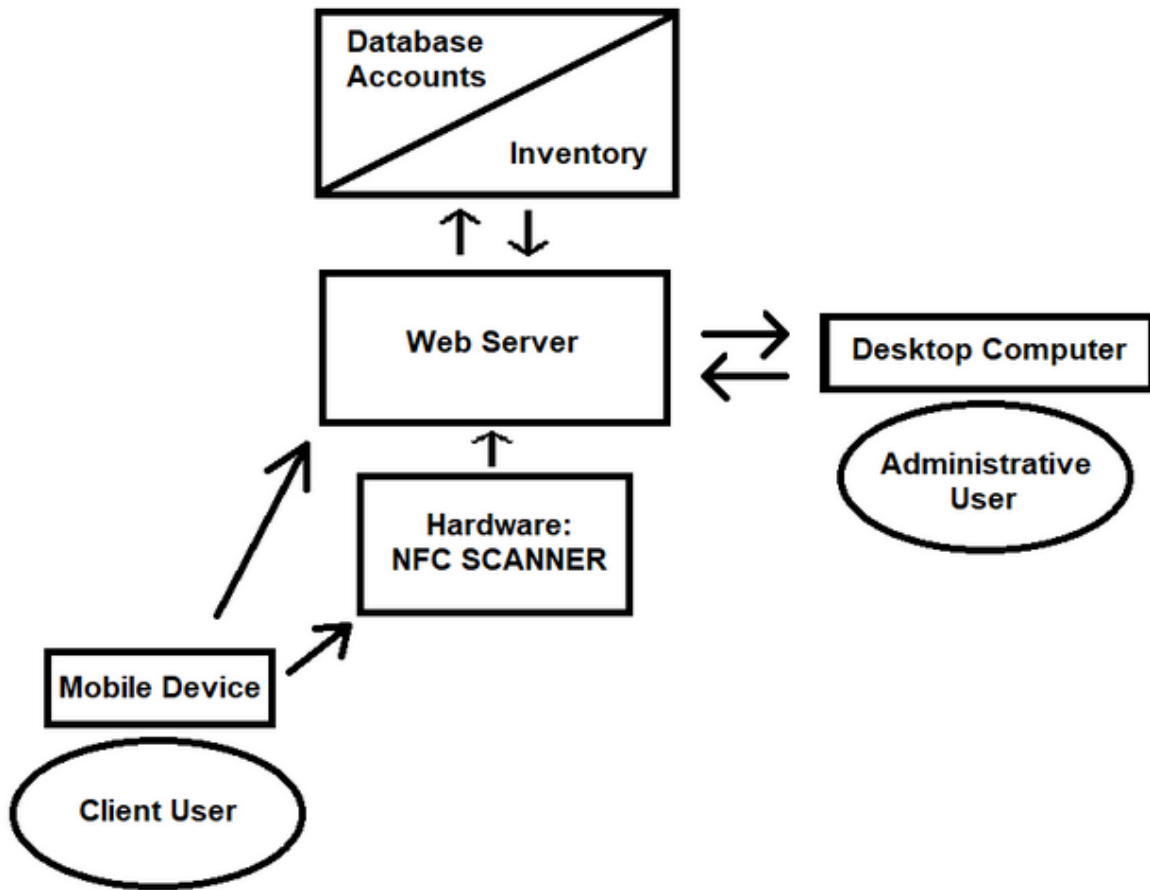 Database
Accounts
Inventory
Web Server
Desktop Computer
Administrative
User
Hardware:
NFC SCANNER
Mobile Device
Client User